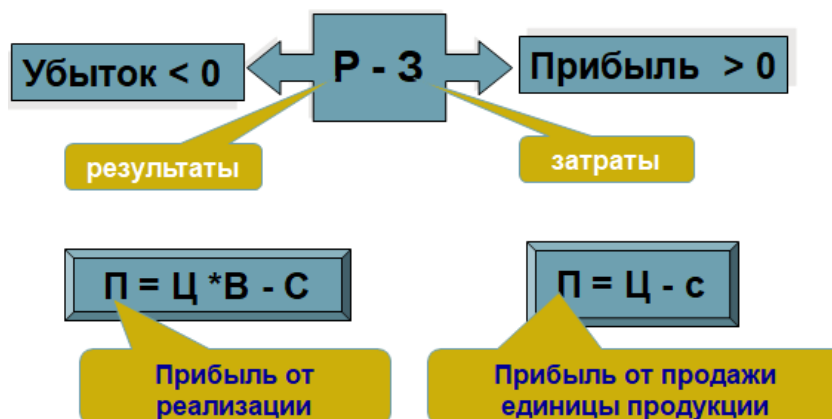 Убыток < 0
Р - З
Прибыль > 0
результаты
затраты
П = Ц *В - С
П = Ц - с
Прибыль от
реализации
Прибыль от продажи
единицы продукции